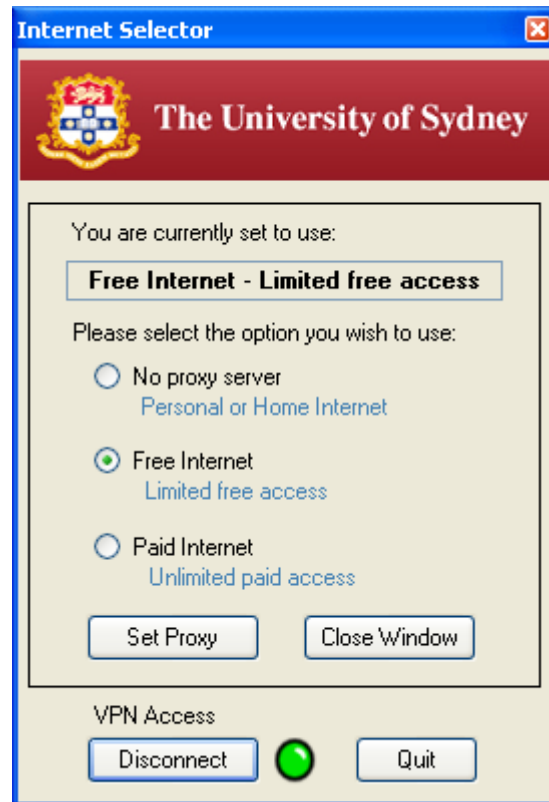 Internet Selector
The University of Sydney
You are currently set to use:
Free Internet - Limited free access
Please select the option you wish to use:
No proxy server
Personal or Home Internet
Free Internet
Limited free access
Paid Internet
Unlimited paid access
Set Proxy
Close Window
VPN Access
Disconnect
Quit